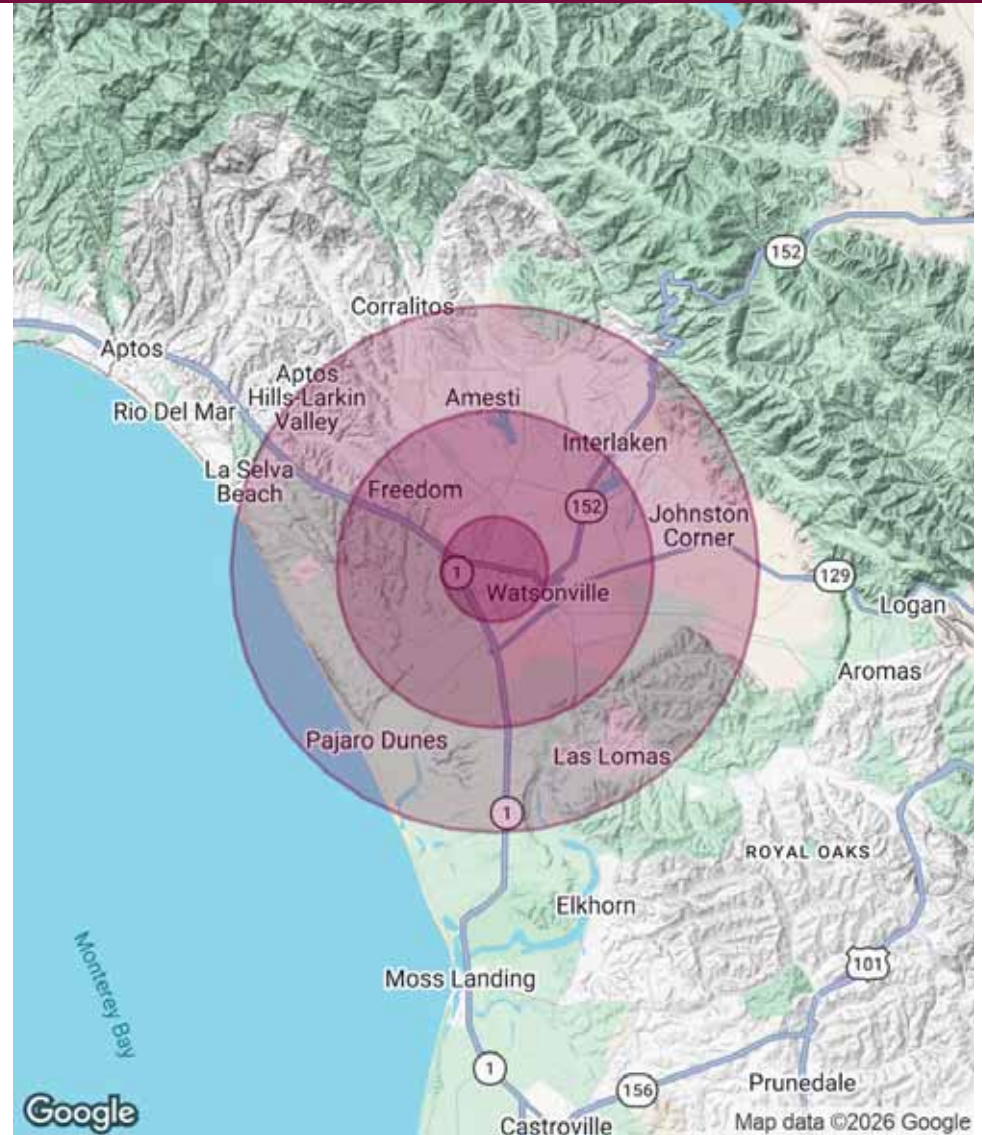 152
Corralitos
Aptos
Aptos
Hills-Larkin
Valley
Amesti
Rio Del Mar
Interlaken
La Selva
Beach
Freedom
152
Johnston
Corner
1
Watsonville
129
Logan
Aromas
Pajaro Dunes
Las Lomas
1
ROYAL OAKS
Elkhorn
Monterey Bay
101
Moss Landing
1
156
Prunedale
Google
Castroville
Map data ©2026 Google